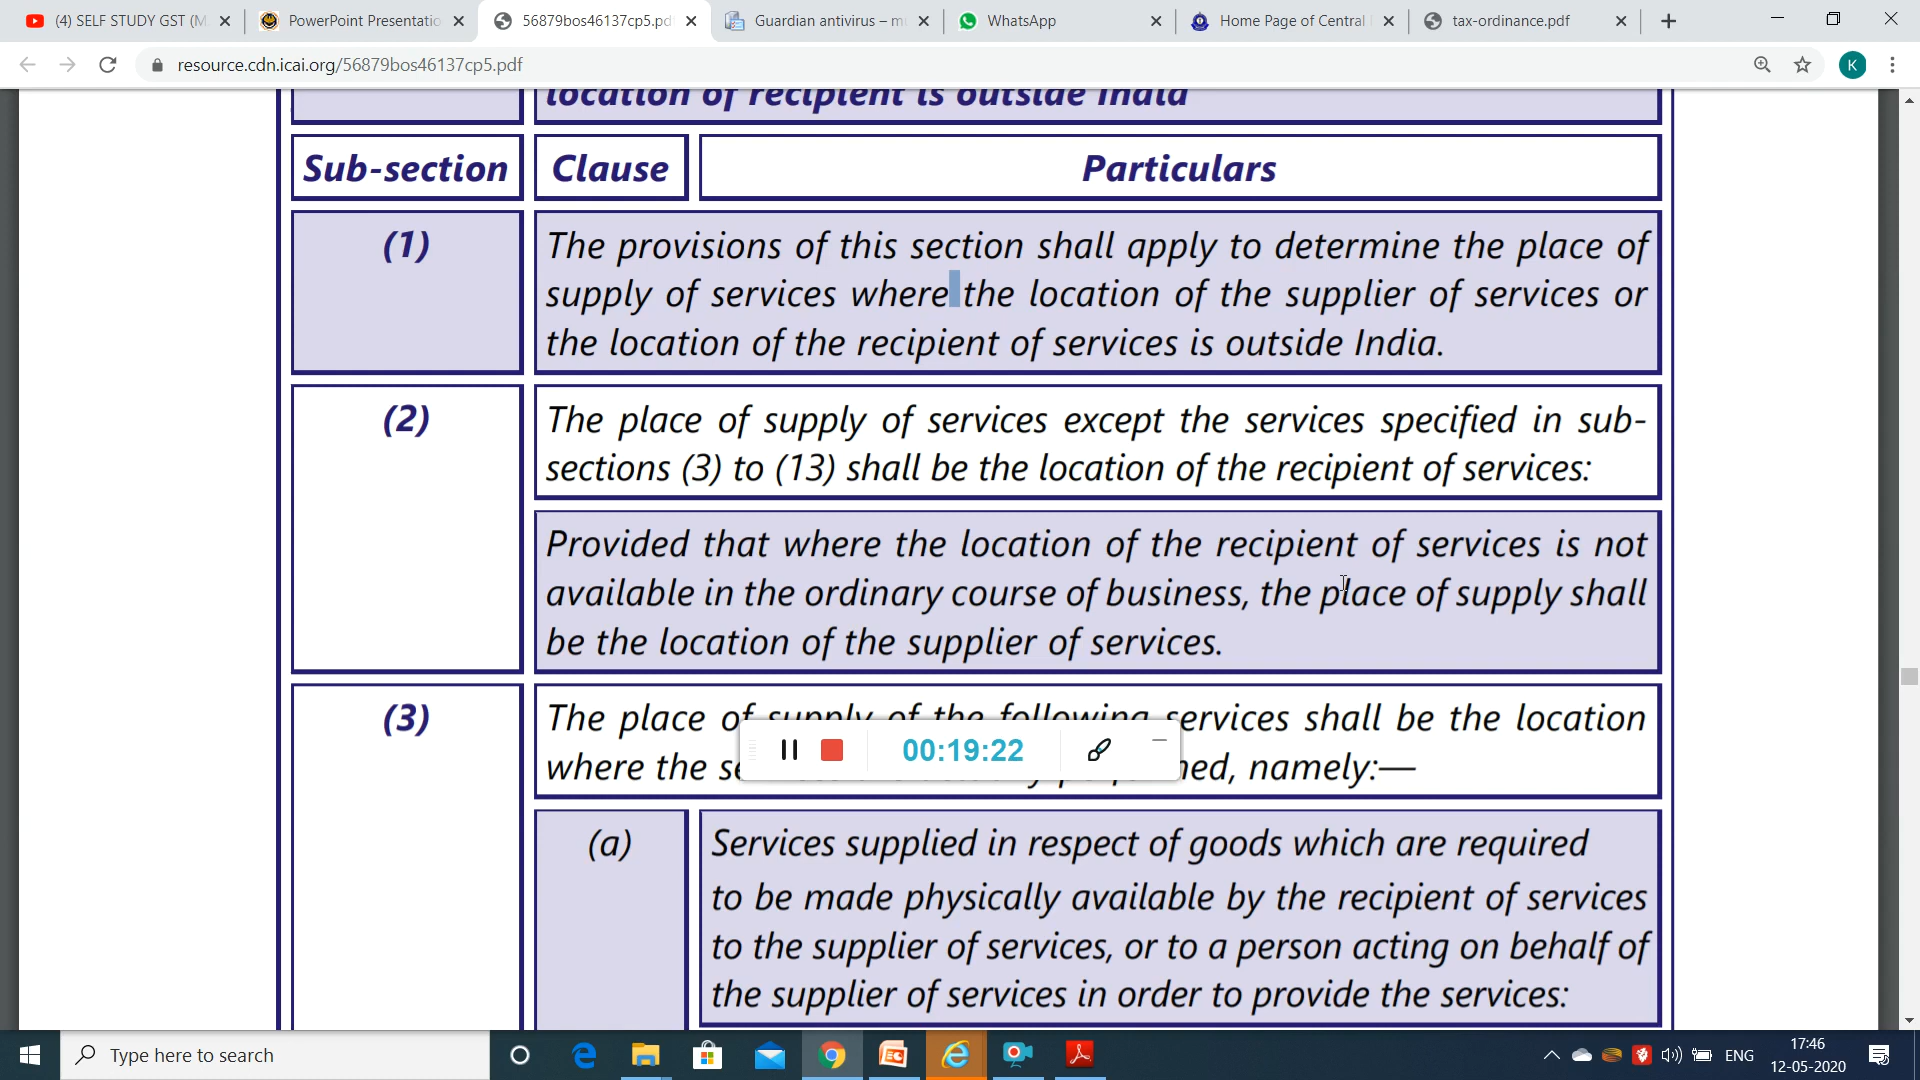 (4) SELF STUDY GST (M
PowerPoint Presentatio
56879bos46137cp5.pd
Guardian antivirus – m
WhatsApp
Home Page of Central
tax-ordinance.pdf
resource.cdn.icai.org/56879bos46137cp5.pdf
K
location of recipient is outside India
Sub-section Clause Particulars
(1) The provisions of this section shall apply to determine the place of
supply of services where the location of the supplier of services or
the location of the recipient of services is outside India.
(2) The place of supply of services except the services specified in sub-
sections (3) to (13) shall be the location of the recipient of services:
Provided that where the location of the recipient of services is not
available in the ordinary course of business, the place of supply shall
be the location of the supplier of services.
(3) The place of supply of the following services shall be the location
where the ned, namely:—
00:19:22
(a) Services supplied in respect of goods which are required
to be made physically available by the recipient of services
to the supplier of services, or to a person acting on behalf of
the supplier of services in order to provide the services:
Type here to search
ENG
17:46
12-05-2020